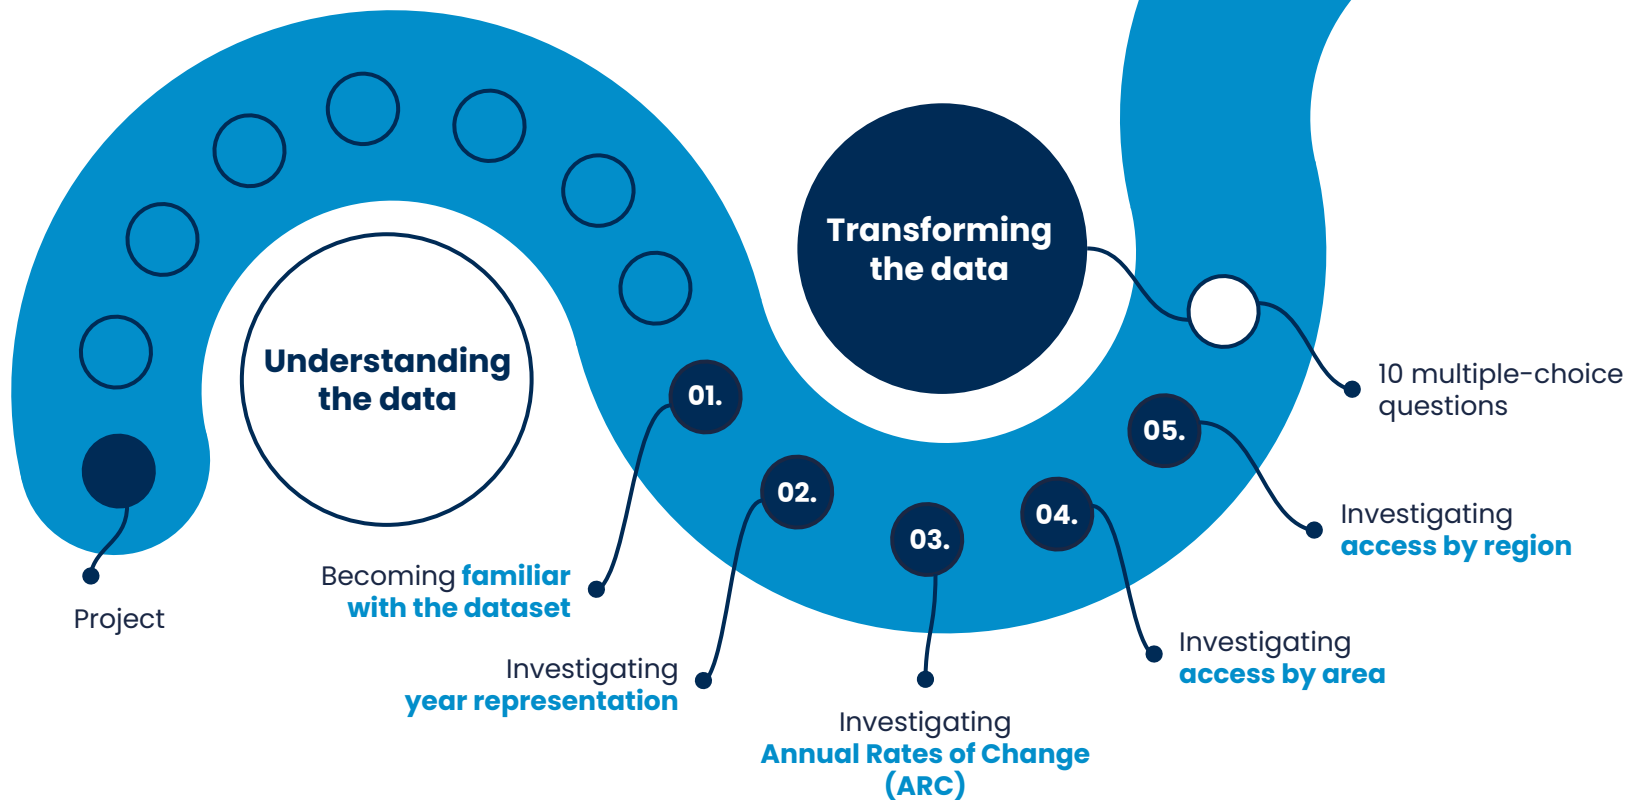 Understanding
the data
Project
Transforming
the data
01.
Becoming familiar
with the dataset
02.
Investigating
year representation
03.
Investigating
Annual Rates of Change
(ARC)
04.
Investigating
access by area
05.
Investigating
access by region
10 multiple-choice
questions